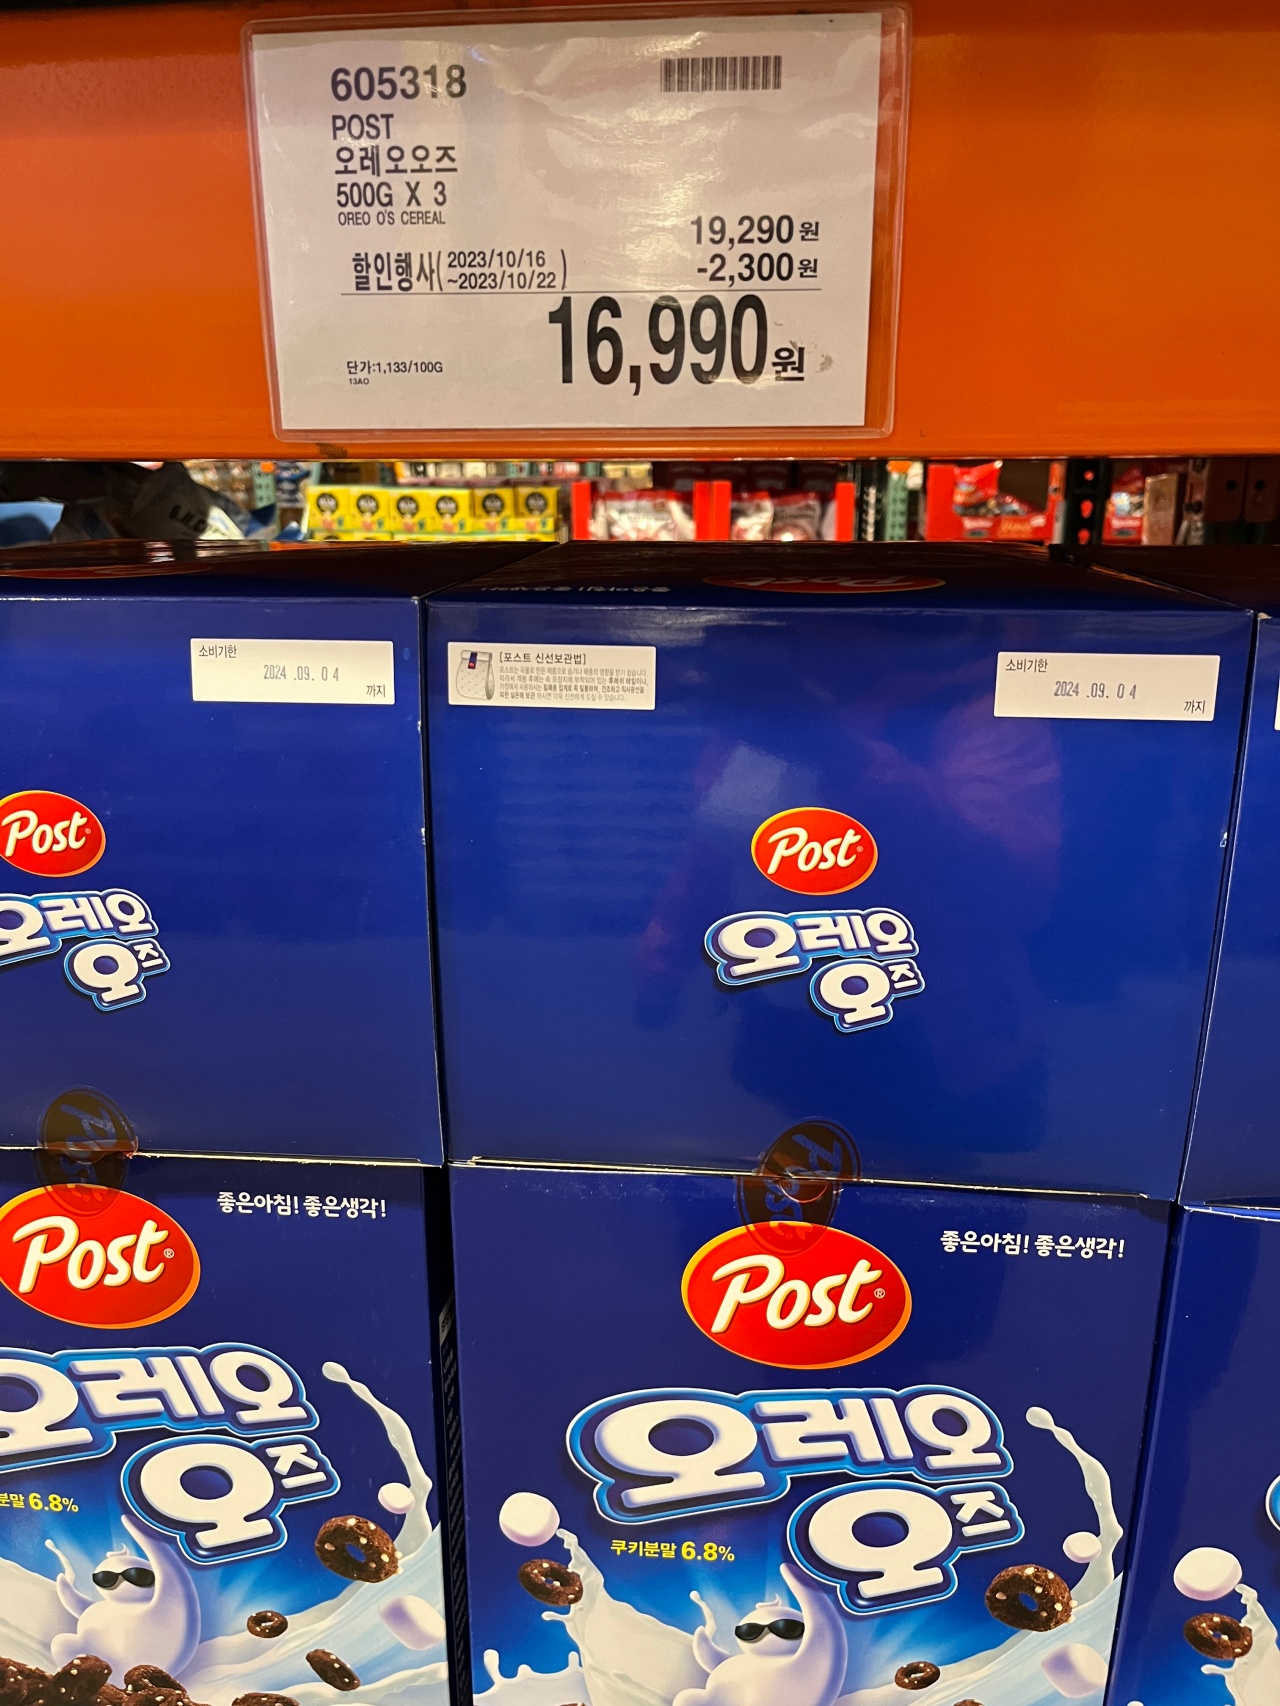 605318
POST
오레오오즈
500G X 3
OREO O'S CEREAL
19,290원
할인행사( 2023/10/16 ~2023/10/22 ) -2,300원
16,990원
단가:1,133/100G
13AO
Post
소비기한
2024 .09. 04
까지
[포스트 신선보관법]
소비기한
2024 .09. 04
까지
Post
오레오
오즈
Post
오레오
오즈
좋은아침! 좋은생각!
Post®
오레오
오즈
분말 6.8%
좋은아침! 좋은생각!
Post®
오레오
오즈
쿠키분말 6.8%